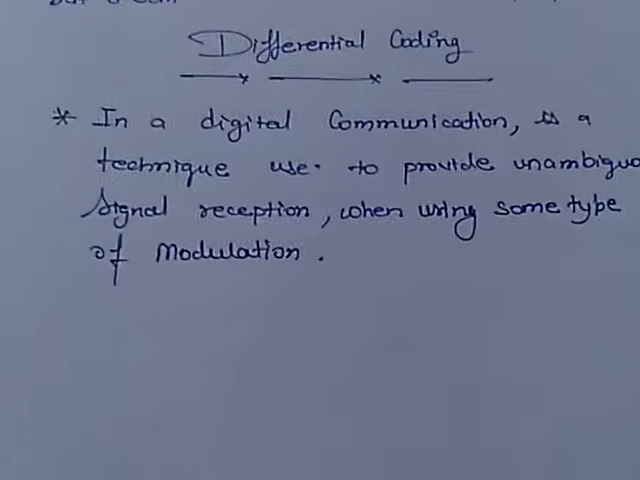 Differential Coding
* In a digital Communication, is a
technique use. to provide unambiguo
signal reception, when using some type
of Modulation.